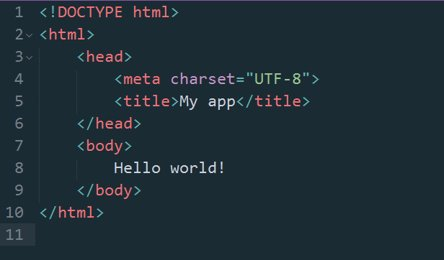 1 <!DOCTYPE html>
2 <html>
3     <head>
4         <meta charset="UTF-8">
5         <title>My app</title>
6     </head>
7     <body>
8         Hello world!
9     </body>
10 </html>
11